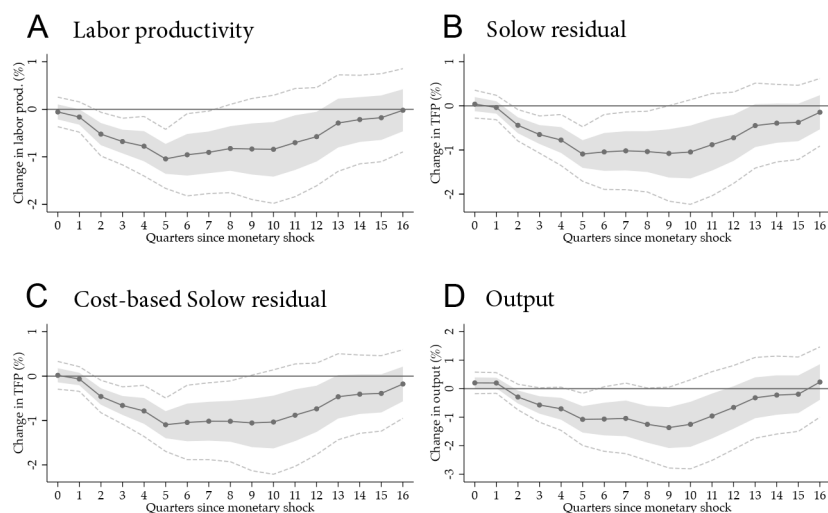 A Labor productivity
Change in labor prod. (%)
1
0
-1
-2
0 1 2 3 4 5 6 7 8 9 10 11 12 13 14 15 16
Quarters since monetary shock
B Solow residual
Change in TFP (%)
1
0
-1
-2
0 1 2 3 4 5 6 7 8 9 10 11 12 13 14 15 16
Quarters since monetary shock
C Cost-based Solow residual
Change in TFP (%)
1
0
-1
-2
0 1 2 3 4 5 6 7 8 9 10 11 12 13 14 15 16
Quarters since monetary shock
D Output
Change in output (%)
2
1
0
-1
-2
-3
0 1 2 3 4 5 6 7 8 9 10 11 12 13 14 15 16
Quarters since monetary shock